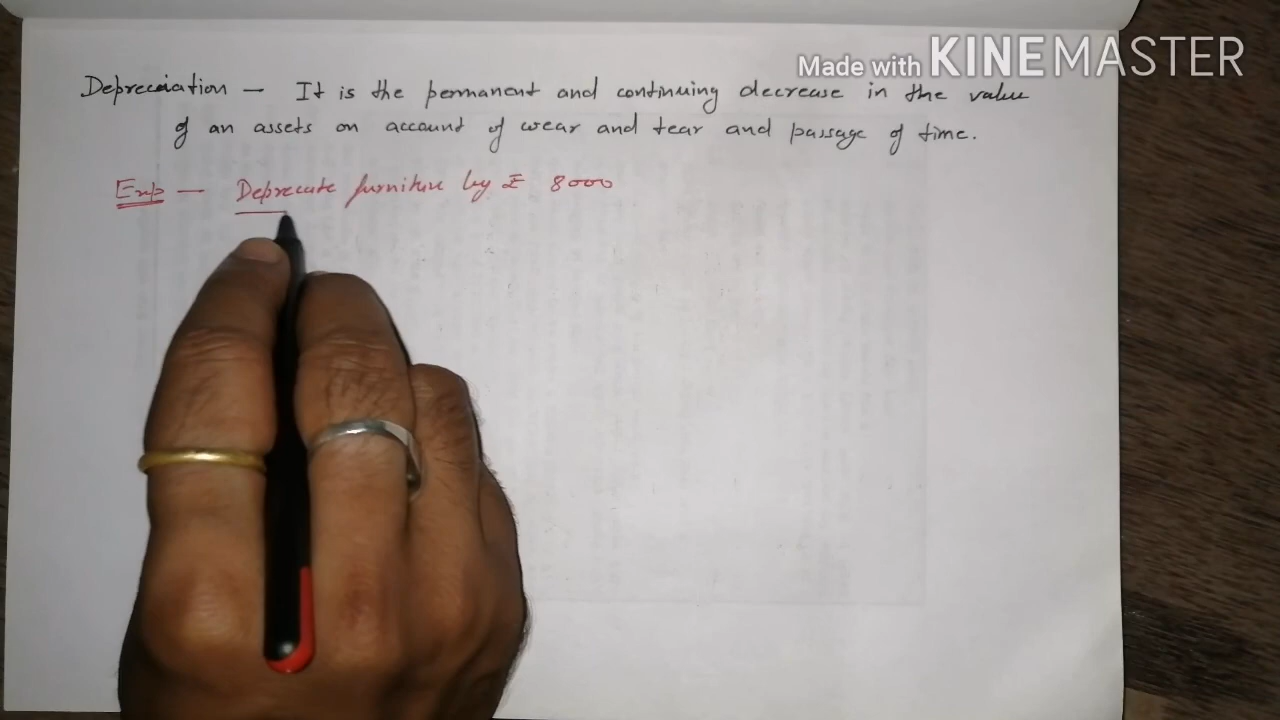 Made with KINEMASTER
Depreciation — It is the permanent and continuing decrease in the value
of an assets on account of wear and tear and passage of time.
Exp — Deprecate furniture by ₹ 8000